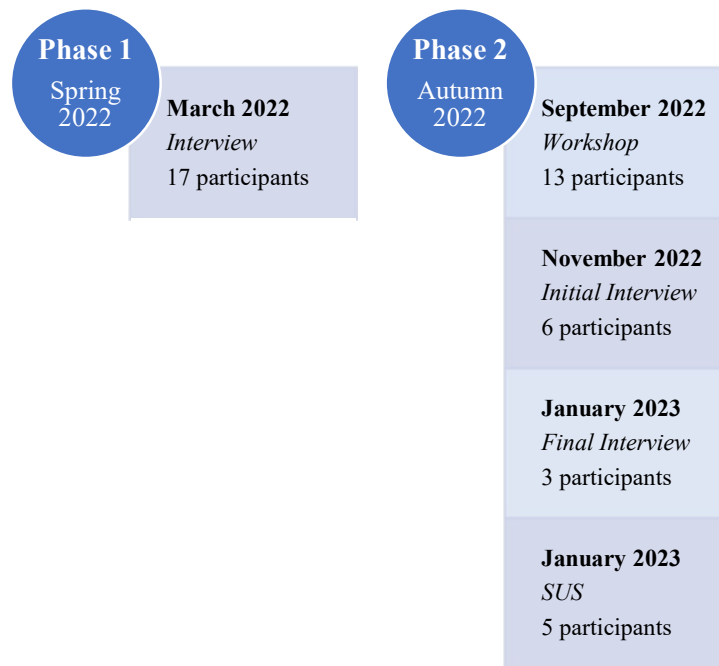 Phase 1
Spring
2022
March 2022
Interview
17 participants
Phase 2
Autumn
2022
September 2022
Workshop
13 participants
November 2022
Initial Interview
6 participants
January 2023
Final Interview
3 participants
January 2023
SUS
5 participants